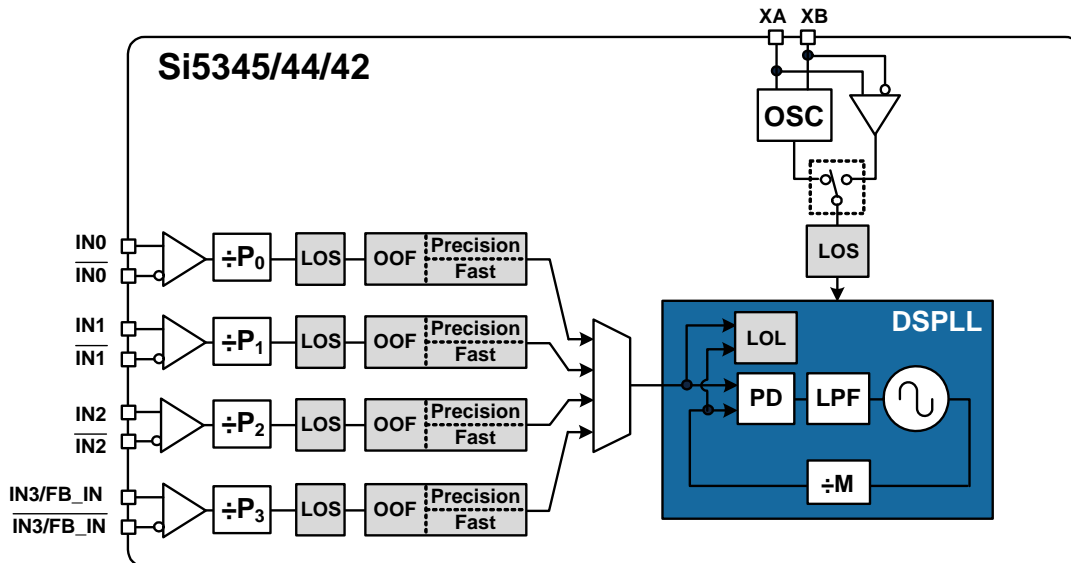 XA XB
Si5345/44/42
OSC
LOS
IN0
IN0
÷P0
LOS
OOF
Precision
Fast
IN1
IN1
÷P1
LOS
OOF
Precision
Fast
IN2
IN2
÷P2
LOS
OOF
Precision
Fast
IN3/FB_IN
IN3/FB_IN
÷P3
LOS
OOF
Precision
Fast
DSPLL
LOL
PD
LPF
÷M